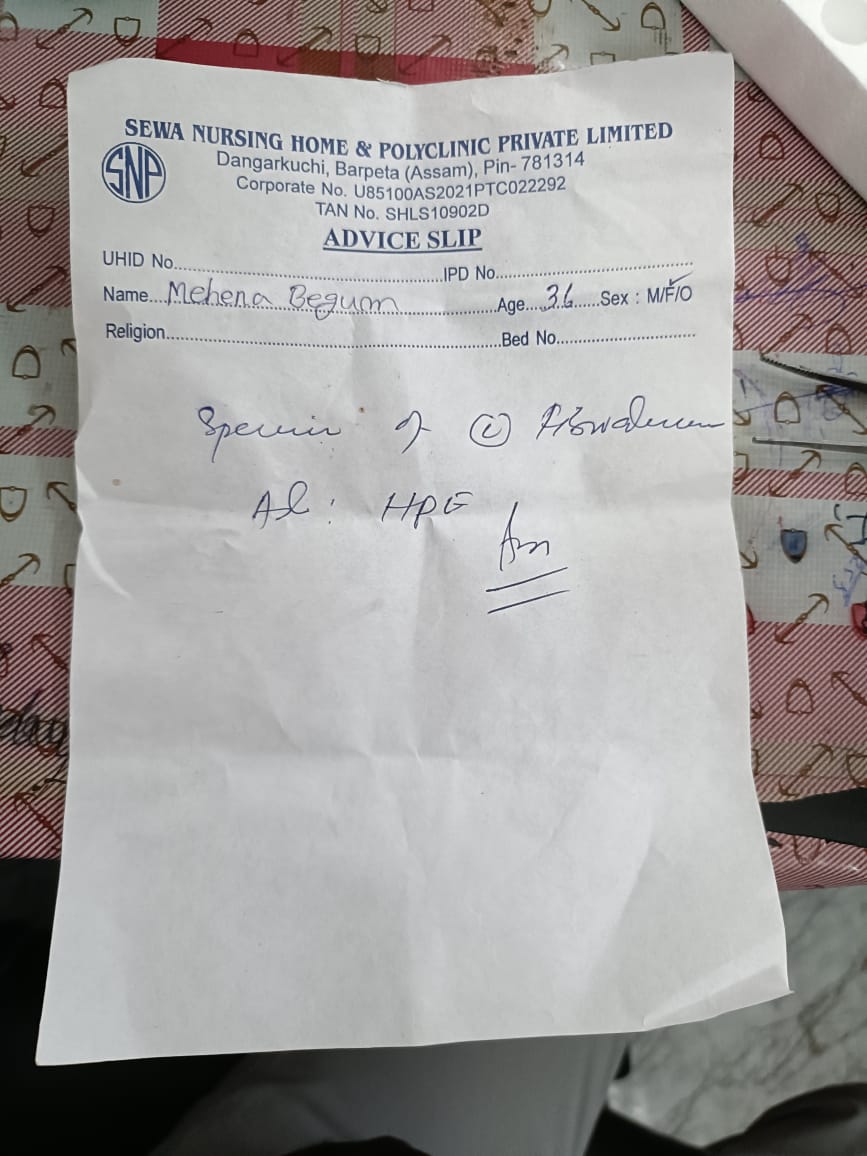 SEWA NURSING HOME & POLYCLINIC PRIVATE LIMITED
SNP
Dangarkuchi, Barpeta (Assam), Pin- 781314
Corporate No. U85100AS2021PTC022292
TAN No. SHLS10902D
ADVICE SLIP
UHID No. IPD No.
Name Mehena Begum Age 36 Sex : M/F/O
Religion Bed No.
of
HPE